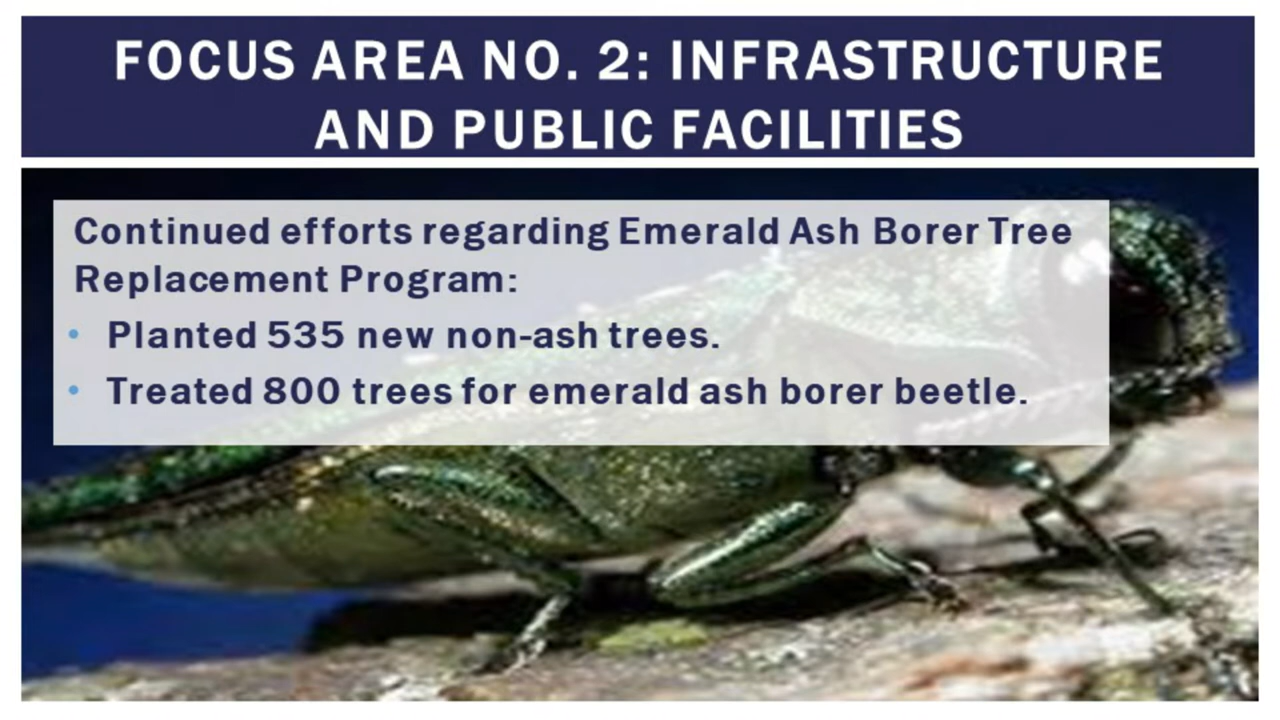 FOCUS AREA NO. 2: INFRASTRUCTURE
AND PUBLIC FACILITIES
Continued efforts regarding Emerald Ash Borer Tree
Replacement Program:
• Planted 535 new non-ash trees.
• Treated 800 trees for emerald ash borer beetle.